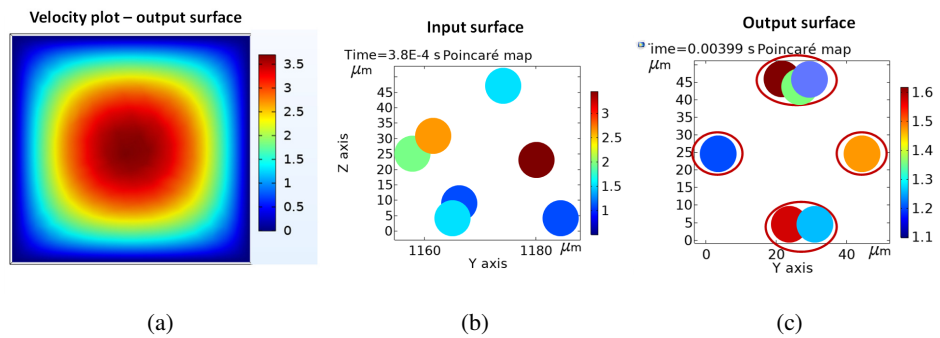 Velocity plot – output surface
3.5
3
2.5
2
1.5
1
0.5
0
(a)
Input surface
Time=3.8E-4 s Poincaré map
μm
45
40
35
30
25
20
15
10
5
0
Z axis
1160
1180
μm
Y axis
3
2.5
2
1.5
1
(b)
Output surface
ime=0.00399 s Poincaré map
μm
45
40
35
30
25
20
15
10
5
0
0
20
40
μm
Y axis
1.6
1.5
1.4
1.3
1.2
1.1
(c)